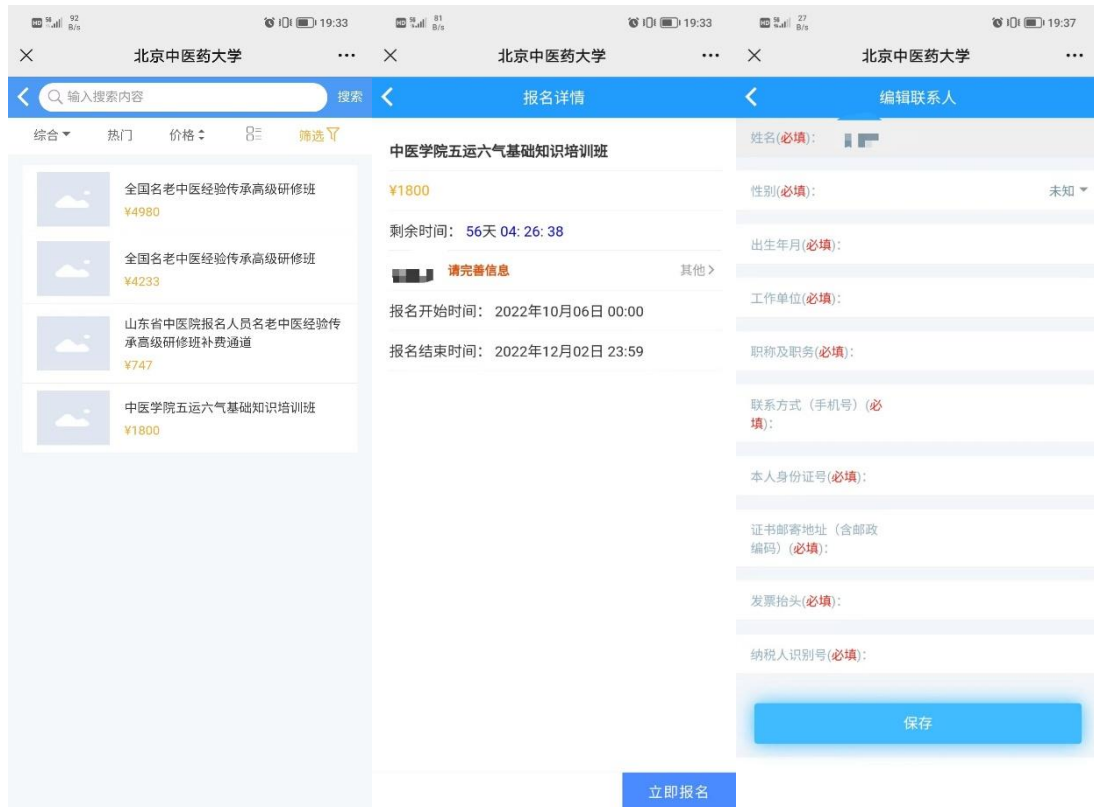 HD 5G 92 B/s 19:33
北京中医药大学
输入搜索内容 搜索
综合 热门 价格 筛选
全国名老中医经验传承高级研修班
¥4980
全国名老中医经验传承高级研修班
¥4233
山东省中医院报名人员名老中医经验传
承高级研修班补费通道
¥747
中医学院五运六气基础知识培训班
¥1800
HD 5G 81 B/s 19:33
北京中医药大学
报名详情
中医学院五运六气基础知识培训班
¥1800
剩余时间： 56天 04: 26: 38
请完善信息 其他
报名开始时间： 2022年10月06日 00:00
报名结束时间： 2022年12月02日 23:59
立即报名
HD 5G 27 B/s 19:37
北京中医药大学
编辑联系人
姓名(必填):
性别(必填): 未知
出生年月(必填):
工作单位(必填):
职称及职务(必填):
联系方式（手机号）(必
填):
本人身份证号(必填):
证书邮寄地址（含邮政
编码）(必填):
发票抬头(必填):
纳税人识别号(必填):
保存